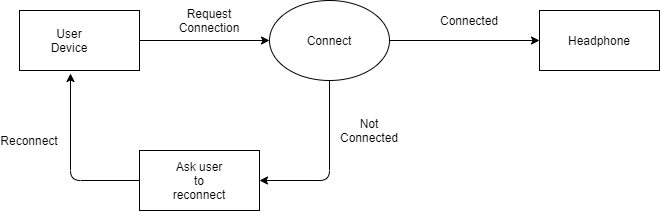 User
Device
Request
Connection
Connect
Connected
Headphone
Not
Connected
Reconnect
Ask user
to
reconnect